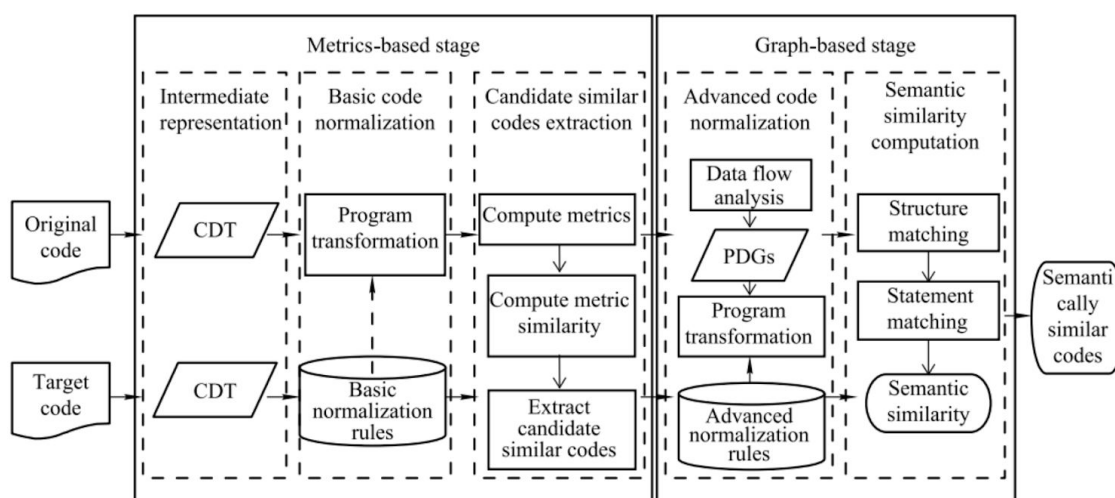 Metrics-based stage
Graph-based stage
Intermediate
representation
Basic code
normalization
Candidate similar
codes extraction
Advanced code
normalization
Semantic
similarity
computation
Original
code
CDT
Program
transformation
Compute metrics
Compute metric
similarity
Data flow
analysis
PDGs
Program
transformation
Structure
matching
Statement
matching
Semanti
cally
similar
codes
Target
code
CDT
Basic
normalization
rules
Extract
candidate
similar codes
Advanced
normalization
rules
Semantic
similarity